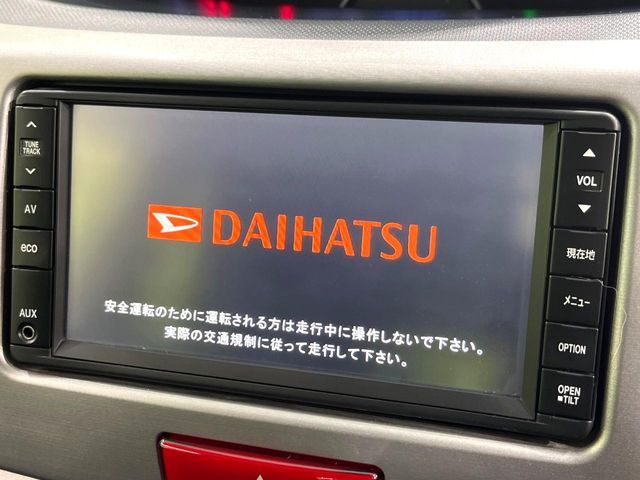 TUNE
TRACK
AV
eco
AUX
DAIHATSU
安全運転のために運転される方は走行中に操作しないで下さい。
実際の交通規制に従って走行して下さい。
VOL
現在地
メニュー
OPTION
OPEN
TILT